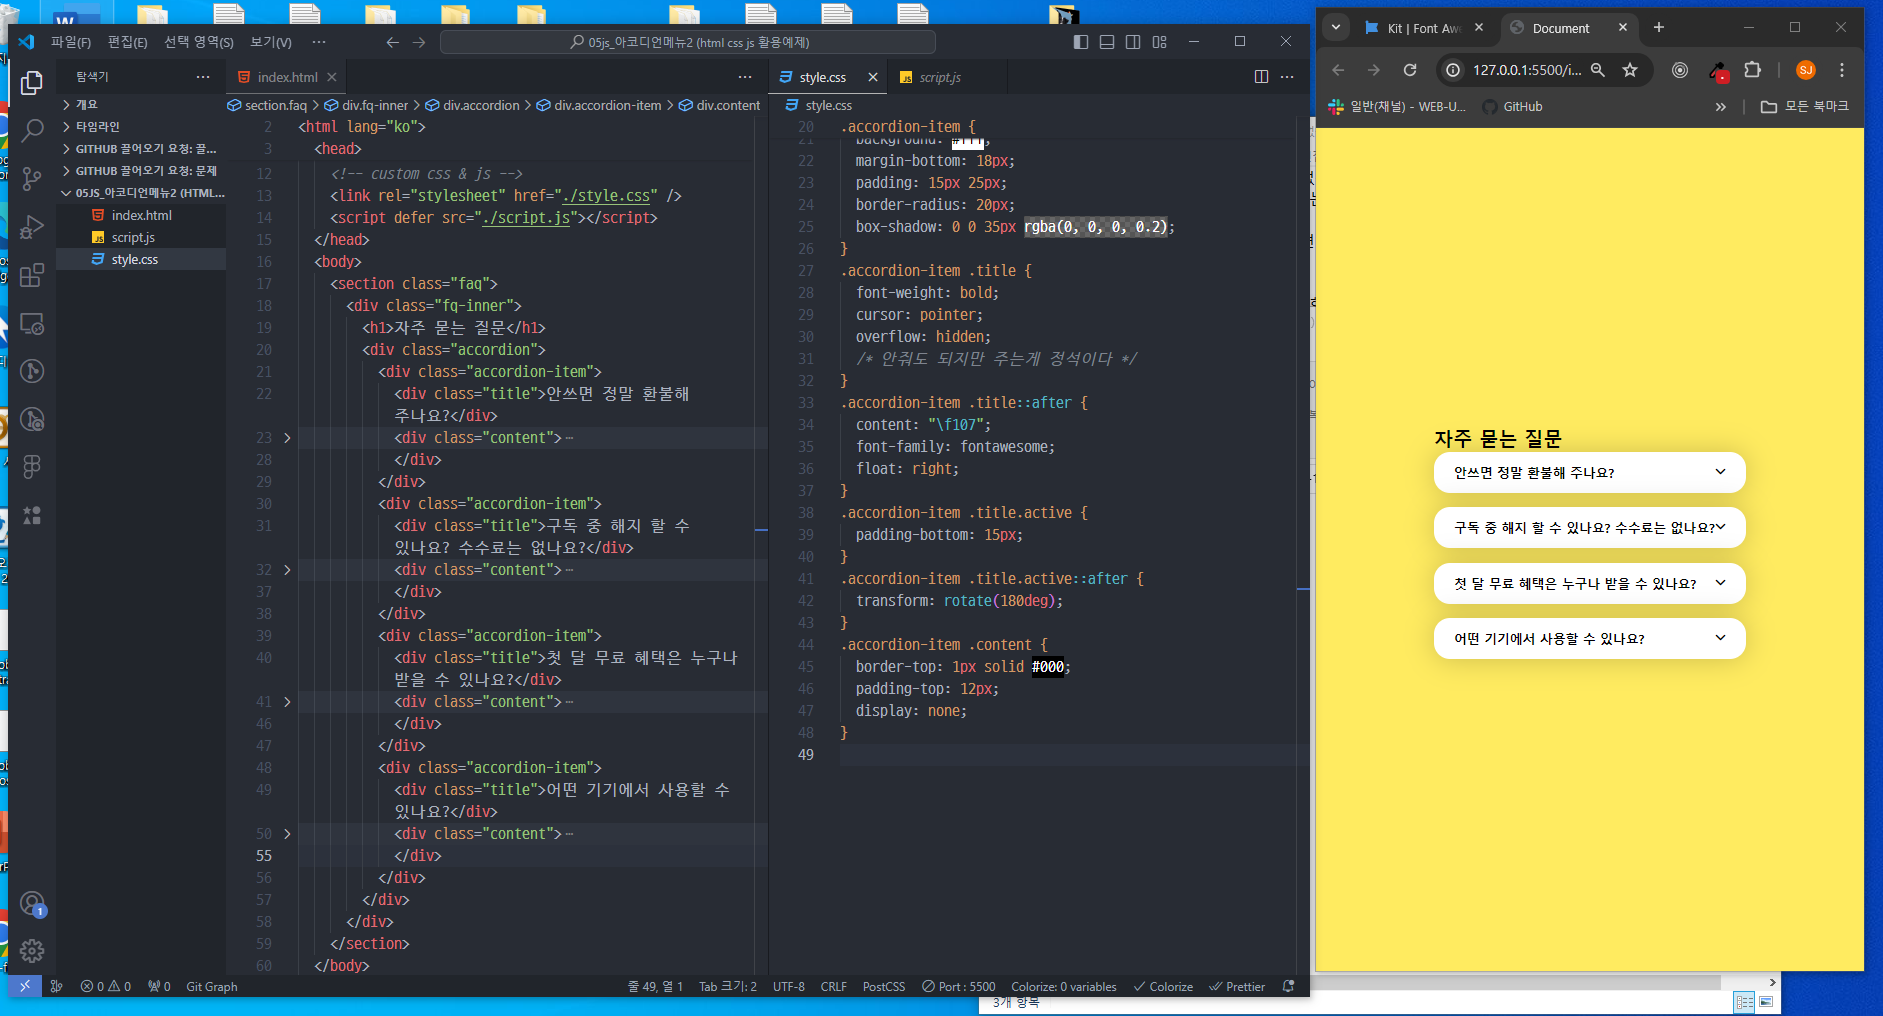 파일(F) 편집(E) 선택 영역(S) 보기(V) ···
05js_아코디언메뉴2 (html css js 활용예제)
탐색기 ···
개요
타임라인
GITHUB 끌어오기 요청: 끌...
GITHUB 끌어오기 요청: 문제
05JS_아코디언메뉴2 (HTML...
index.html
script.js
style.css
index.html
section.faq > div.fq-inner > div.accordion > div.accordion-item > div.content
2 <html lang="ko">
3 <head>
12 <!-- custom css & js -->
13 <link rel="stylesheet" href="./style.css" />
14 <script defer src="./script.js"></script>
15 </head>
16 <body>
17 <section class="faq">
18 <div class="fq-inner">
19 <h1>자주 묻는 질문</h1>
20 <div class="accordion">
21 <div class="accordion-item">
22 <div class="title">안쓰면 정말 환불해
주나요?</div>
23 <div class="content">···
28 </div>
29 </div>
30 <div class="accordion-item">
31 <div class="title">구독 중 해지 할 수
있나요? 수수료는 없나요?</div>
32 <div class="content">···
37 </div>
38 </div>
39 <div class="accordion-item">
40 <div class="title">첫 달 무료 혜택은 누구나
받을 수 있나요?</div>
41 <div class="content">···
46 </div>
47 </div>
48 <div class="accordion-item">
49 <div class="title">어떤 기기에서 사용할 수
있나요?</div>
50 <div class="content">···
55 </div>
56 </div>
57 </div>
58 </div>
59 </section>
60 </body>
style.css
script.js
style.css
20 .accordion-item {
21 background: #fff;
22 margin-bottom: 18px;
23 padding: 15px 25px;
24 border-radius: 20px;
25 box-shadow: 0 0 35px rgba(0, 0, 0, 0.2);
26 }
27 .accordion-item .title {
28 font-weight: bold;
29 cursor: pointer;
30 overflow: hidden;
31 /* 안줘도 되지만 주는게 정석이다 */
32 }
33 .accordion-item .title::after {
34 content: "\f107";
35 font-family: fontawesome;
36 float: right;
37 }
38 .accordion-item .title.active {
39 padding-bottom: 15px;
40 }
41 .accordion-item .title.active::after {
42 transform: rotate(180deg);
43 }
44 .accordion-item .content {
45 border-top: 1px solid #000;
46 padding-top: 12px;
47 display: none;
48 }
49
1
0 0 0 Git Graph
줄 49, 열 1 Tab 크기: 2 UTF-8 CRLF PostCSS Port : 5500 Colorize: 0 variables Colorize Prettier
Kit | Font Aw
Document
127.0.0.1:5500/i...
SJ
일반(채널) - WEB-U...
GitHub
모든 북마크
자주 묻는 질문
안쓰면 정말 환불해 주나요?
구독 중 해지 할 수 있나요? 수수료는 없나요?
첫 달 무료 혜택은 누구나 받을 수 있나요?
어떤 기기에서 사용할 수 있나요?
3개 항목